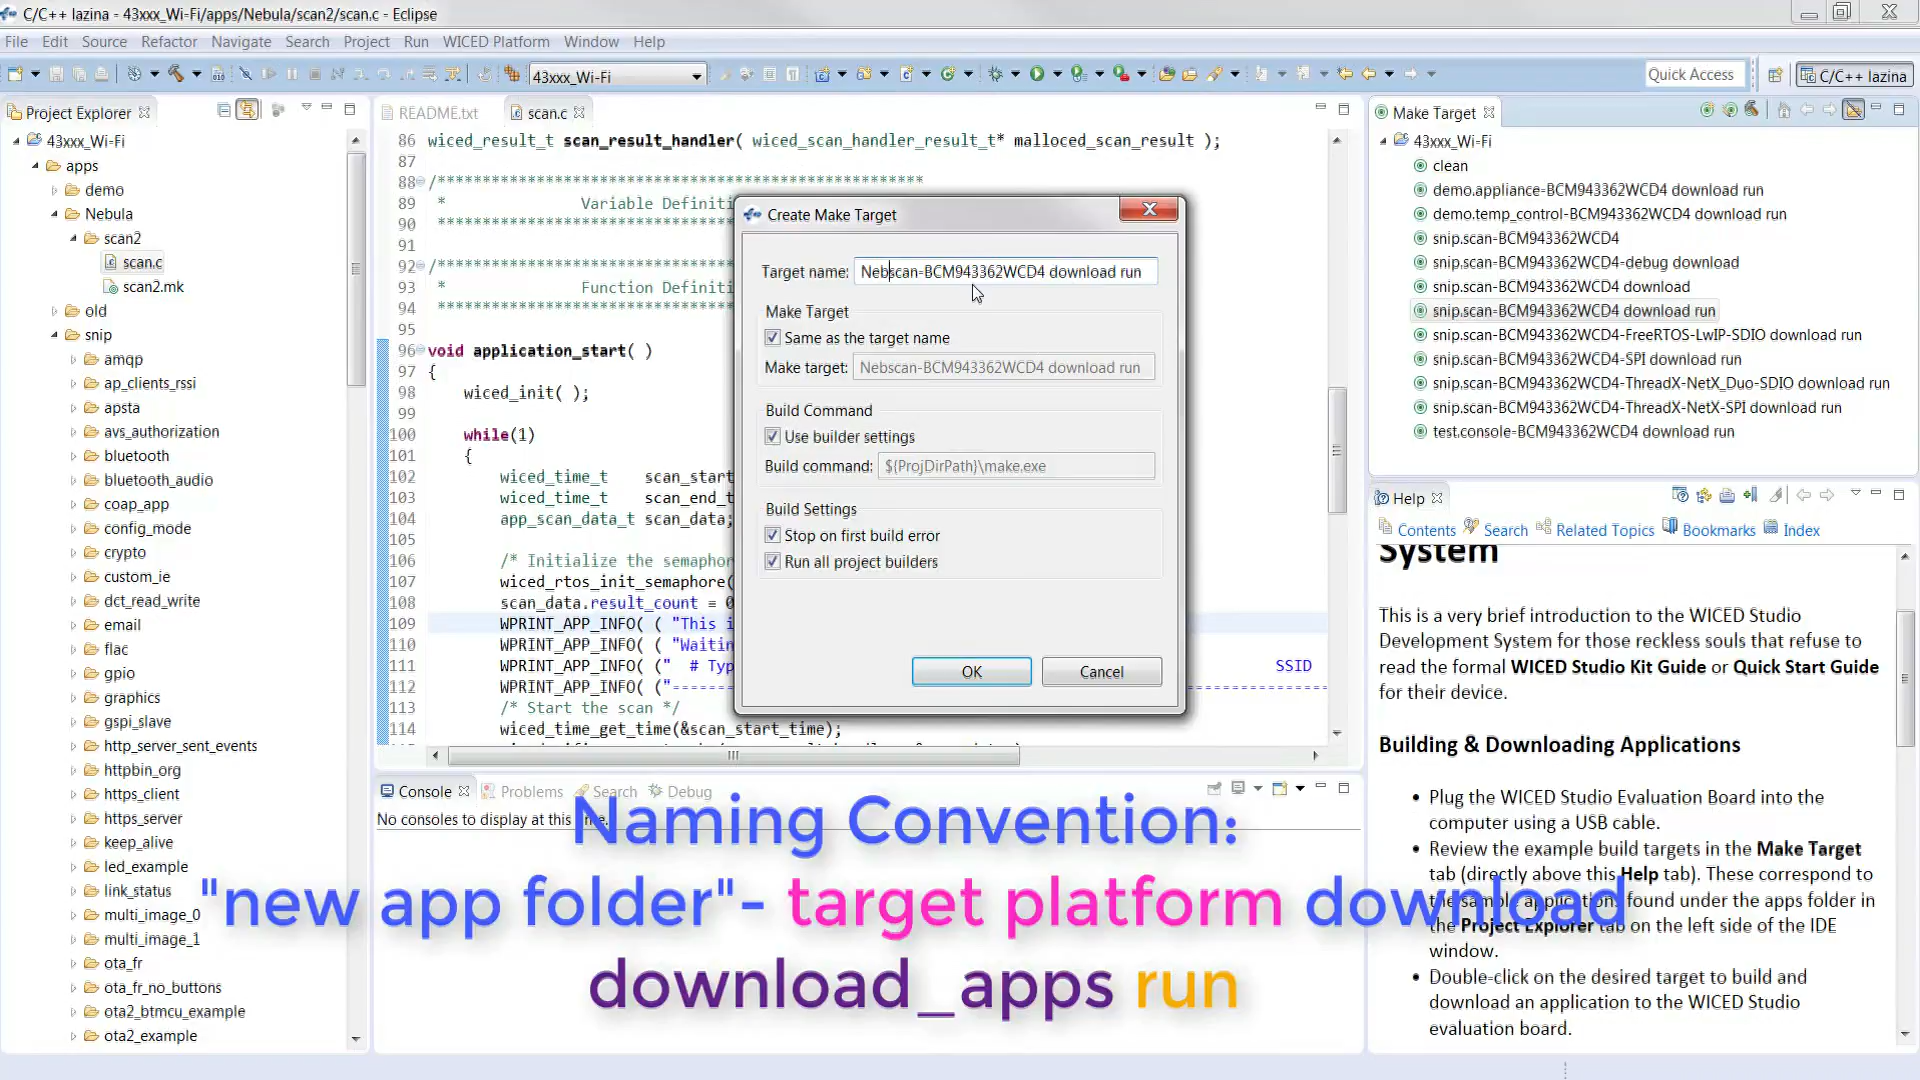 C/C++ lazina - 43xxx_Wi-Fi/apps/Nebula/scan2/scan.c - Eclipse
File Edit Source Refactor Navigate Search Project Run WICED Platform Window Help
43xxx_Wi-Fi
Quick Access
C/C++ lazina
Project Explorer
43xxx_Wi-Fi
apps
demo
Nebula
scan2
scan.c
scan2.mk
old
snip
amqp
ap_clients_rssi
apsta
avs_authorization
bluetooth
bluetooth_audio
coap_app
config_mode
crypto
custom_ie
dct_read_write
email
flac
gpio
graphics
gspi_slave
http_server_sent_events
httpbin_org
https_client
https_server
keep_alive
led_example
link_status
multi_image_0
multi_image_1
ota_fr
ota_fr_no_buttons
ota2_btmcu_example
ota2_example
README.txt
scan.c
86 wiced_result_t scan_result_handler( wiced_scan_handler_result_t* malloced_scan_result );
87
88 /******************************************************
89 * Variable Definiti
90 ******************
91
92 /******************
93 * Function Definiti
94 ******************
95
96 void application_start( )
97 {
98 wiced_init( );
99
100 while(1)
101 {
102 wiced_time_t scan_start
103 wiced_time_t scan_end_t
104 app_scan_data_t scan_data;
105
106 /* Initialize the semaphor
107 wiced_rtos_init_semaphore(
108 scan_data.result_count = 0
109 WPRINT_APP_INFO( ( "This i
110 WPRINT_APP_INFO( ( "Waitin
111 WPRINT_APP_INFO( (" # Typ SSID
112 WPRINT_APP_INFO( ("----------
113 /* Start the scan */
114 wiced_time_get_time(&scan_start_time);
Create Make Target
Target name: Nebscan-BCM943362WCD4 download run
Make Target
Same as the target name
Make target: Nebscan-BCM943362WCD4 download run
Build Command
Use builder settings
Build command: ${ProjDirPath}\make.exe
Build Settings
Stop on first build error
Run all project builders
OK Cancel
Console Problems Search Debug
No consoles to display at this time.
Make Target
43xxx_Wi-Fi
clean
demo.appliance-BCM943362WCD4 download run
demo.temp_control-BCM943362WCD4 download run
snip.scan-BCM943362WCD4
snip.scan-BCM943362WCD4-debug download
snip.scan-BCM943362WCD4 download
snip.scan-BCM943362WCD4 download run
snip.scan-BCM943362WCD4-FreeRTOS-LwIP-SDIO download run
snip.scan-BCM943362WCD4-SPI download run
snip.scan-BCM943362WCD4-ThreadX-NetX_Duo-SDIO download run
snip.scan-BCM943362WCD4-ThreadX-NetX-SPI download run
test.console-BCM943362WCD4 download run
Help
Contents Search Related Topics Bookmarks Index
System
This is a very brief introduction to the WICED Studio
Development System for those reckless souls that refuse to
read the formal WICED Studio Kit Guide or Quick Start Guide
for their device.
Building & Downloading Applications
• Plug the WICED Studio Evaluation Board into the
computer using a USB cable.
• Review the example build targets in the Make Target
tab (directly above this Help tab). These correspond to
the sample applications found under the apps folder in
the Project Explorer tab on the left side of the IDE
window.
• Double-click on the desired target to build and
download an application to the WICED Studio
evaluation board.
Naming Convention:
"new app folder"- target platform download
download_apps run